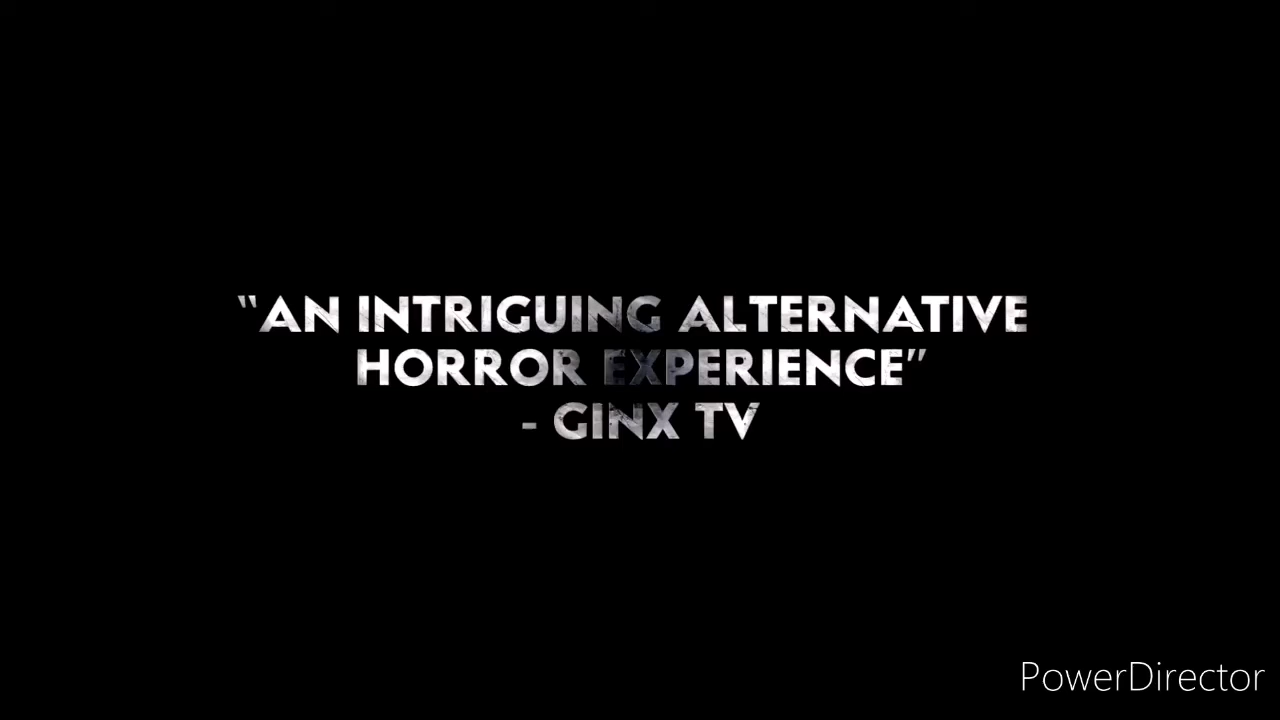 “AN INTRIGUING ALTERNATIVE
HORROR EXPERIENCE”
- GINX TV
PowerDirector